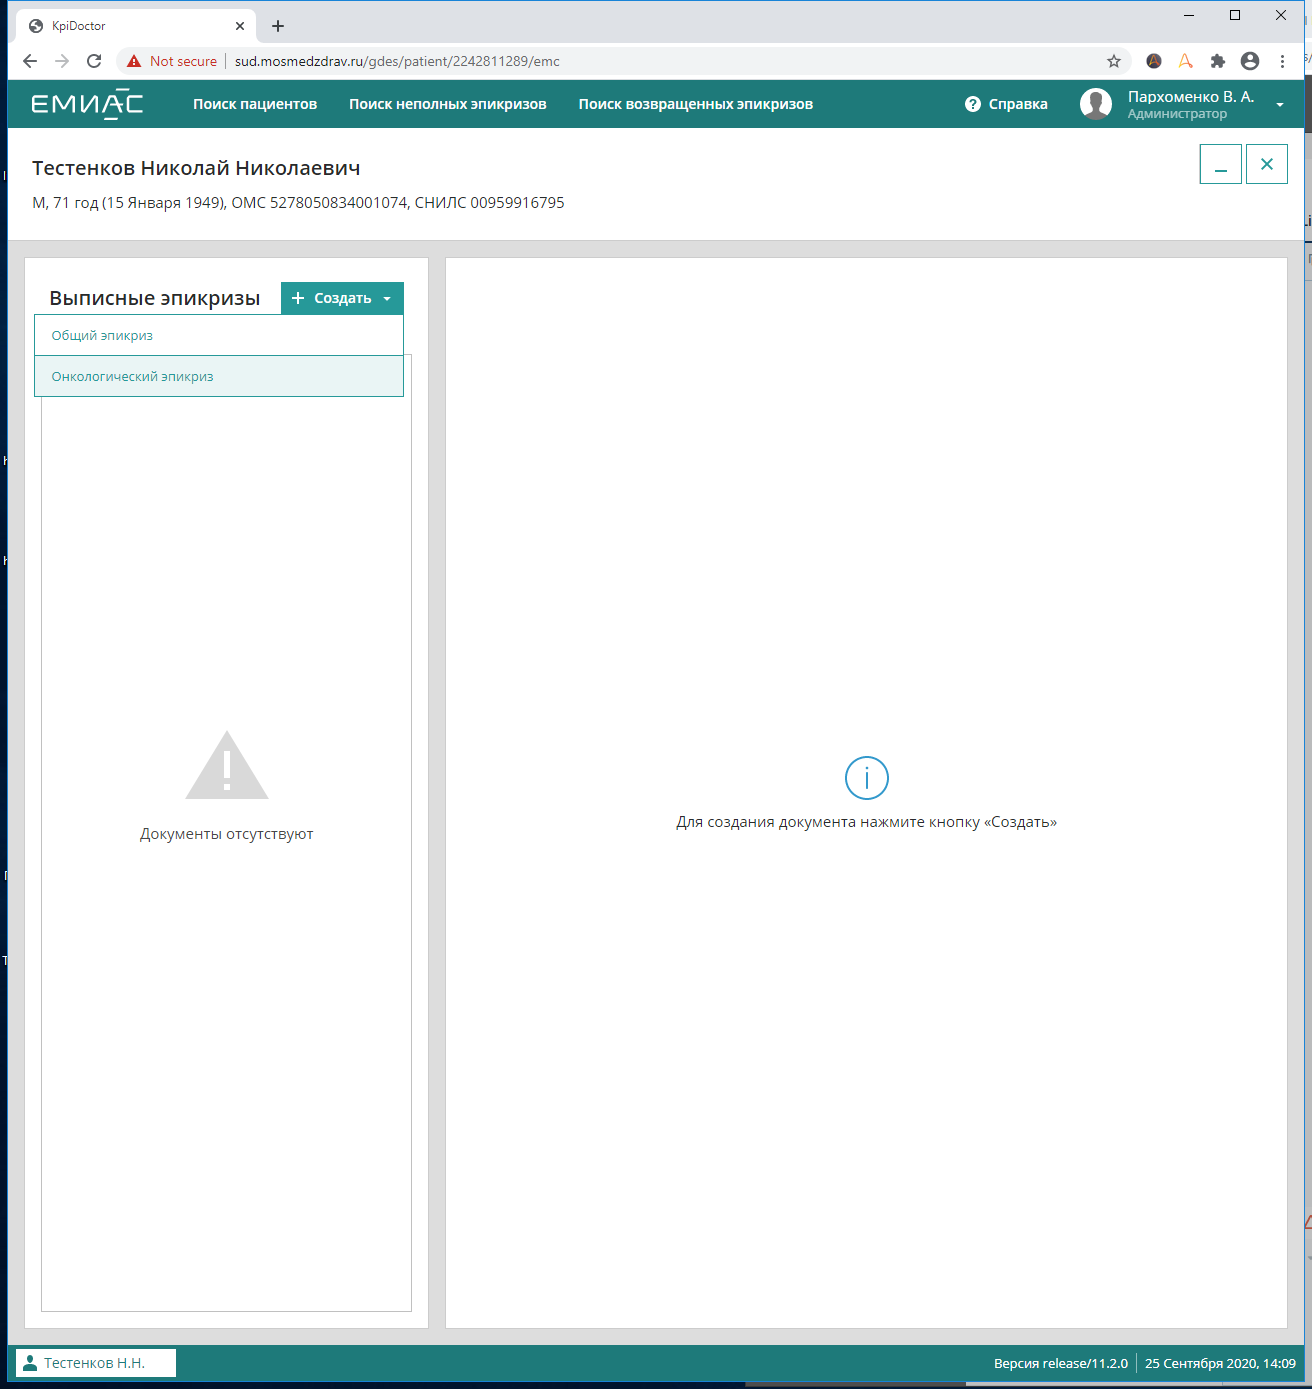 KpiDoctor
Not secure
sud.mosmedzdrav.ru/gdes/patient/2242811289/emc
ЕМИАС
Поиск пациентов
Поиск неполных эпикризов
Поиск возвращенных эпикризов
Справка
Пархоменко В. А.
Администратор
Тестенков Николай Николаевич
М, 71 год (15 Января 1949), ОМС 5278050834001074, СНИЛС 00959916795
Выписные эпикризы
Создать
Общий эпикриз
Онкологический эпикриз
Документы отсутствуют
Для создания документа нажмите кнопку «Создать»
Тестенков Н.Н.
Версия release/11.2.0
25 Сентября 2020, 14:09